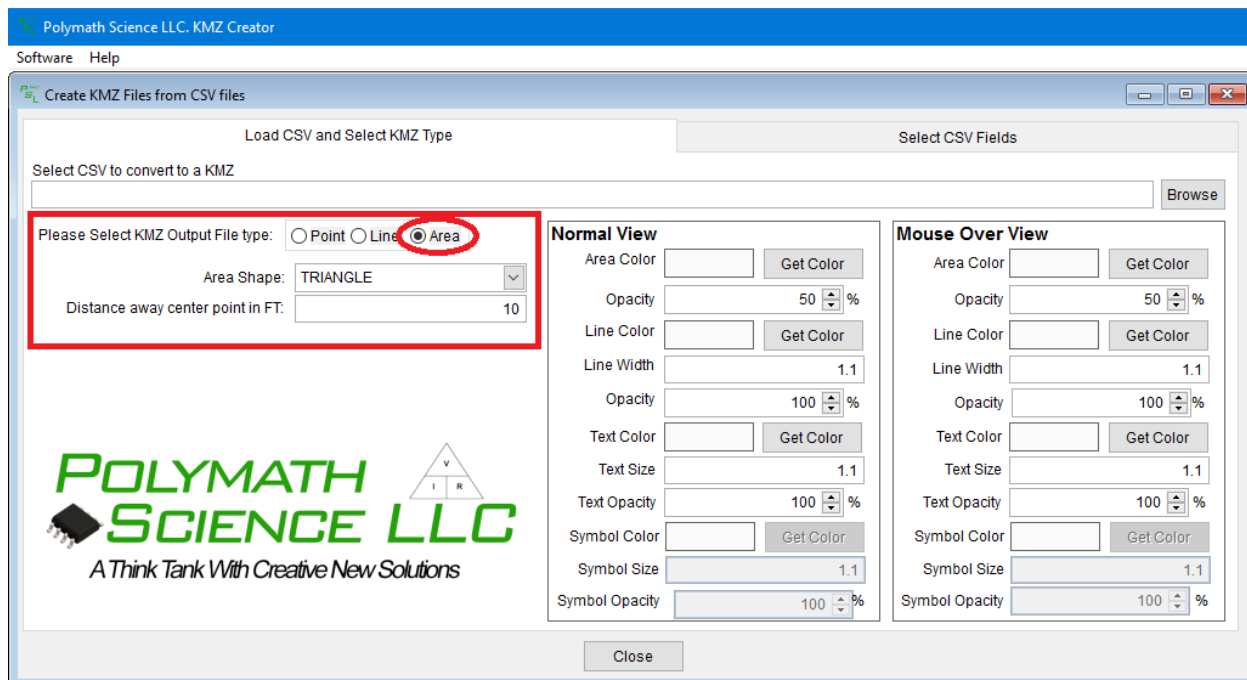 Polymath Science LLC. KMZ Creator
Software Help
Create KMZ Files from CSV files
Load CSV and Select KMZ Type
Select CSV Fields
Select CSV to convert to a KMZ
Browse
Please Select KMZ Output File type: Point Line Area
Area Shape: TRIANGLE
Distance away center point in FT: 10
Normal View
Area Color Get Color
Opacity 50 %
Line Color Get Color
Line Width 1.1
Opacity 100 %
Text Color Get Color
Text Size 1.1
Text Opacity 100 %
Symbol Color Get Color
Symbol Size 1.1
Symbol Opacity 100 %
Mouse Over View
Area Color Get Color
Opacity 50 %
Line Color Get Color
Line Width 1.1
Opacity 100 %
Text Color Get Color
Text Size 1.1
Text Opacity 100 %
Symbol Color Get Color
Symbol Size 1.1
Symbol Opacity 100 %
V
I R
POLYMATH
SCIENCE LLC
A Think Tank With Creative New Solutions
Close